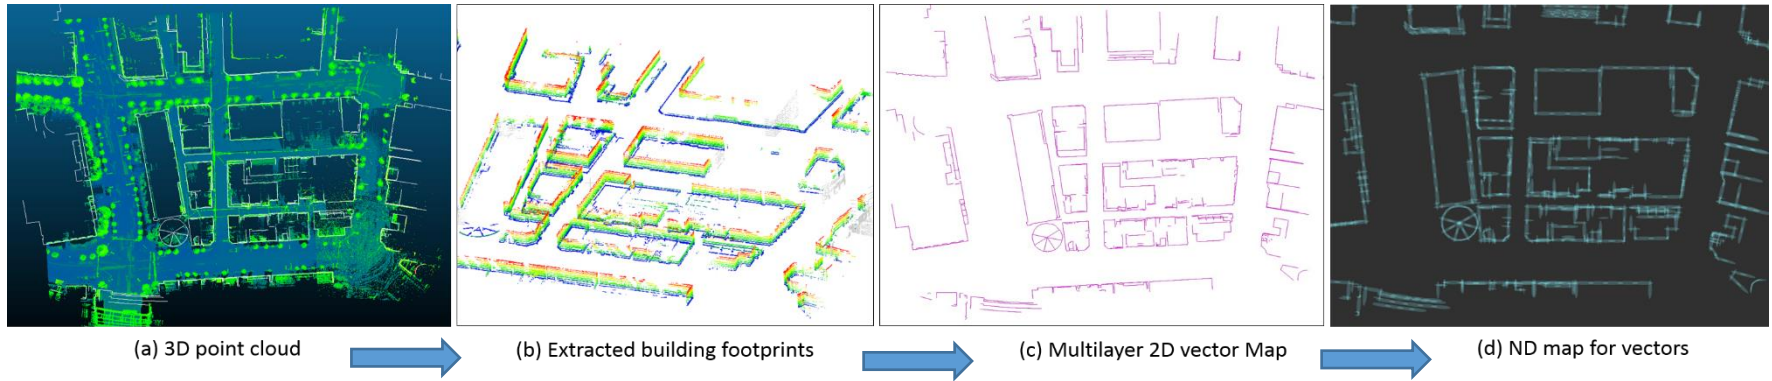 (a) 3D point cloud
(b) Extracted building footprints
(c) Multilayer 2D vector Map
(d) ND map for vectors